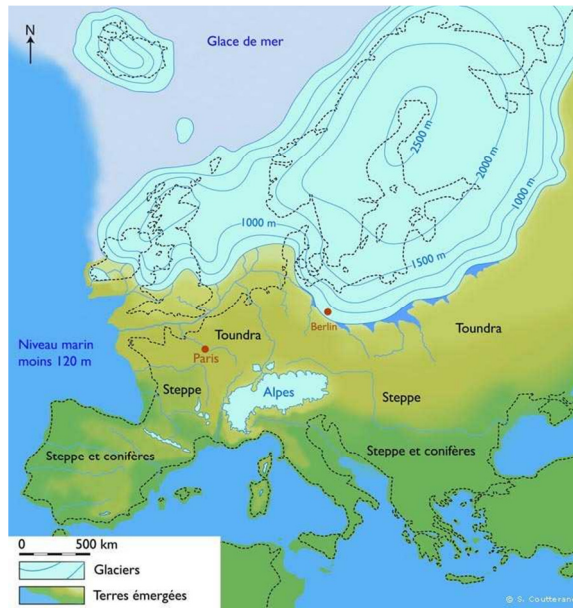 N
Glace de mer
2500 m
2000 m
1000 m
1000 m
1500 m
Berlin
Toundra
Toundra
Niveau marin
moins 120 m
Paris
Steppe
Alpes
Steppe
Steppe et conifères
Steppe et conifères
0 500 km
Glaciers
Terres émergées
© S. Coutteran